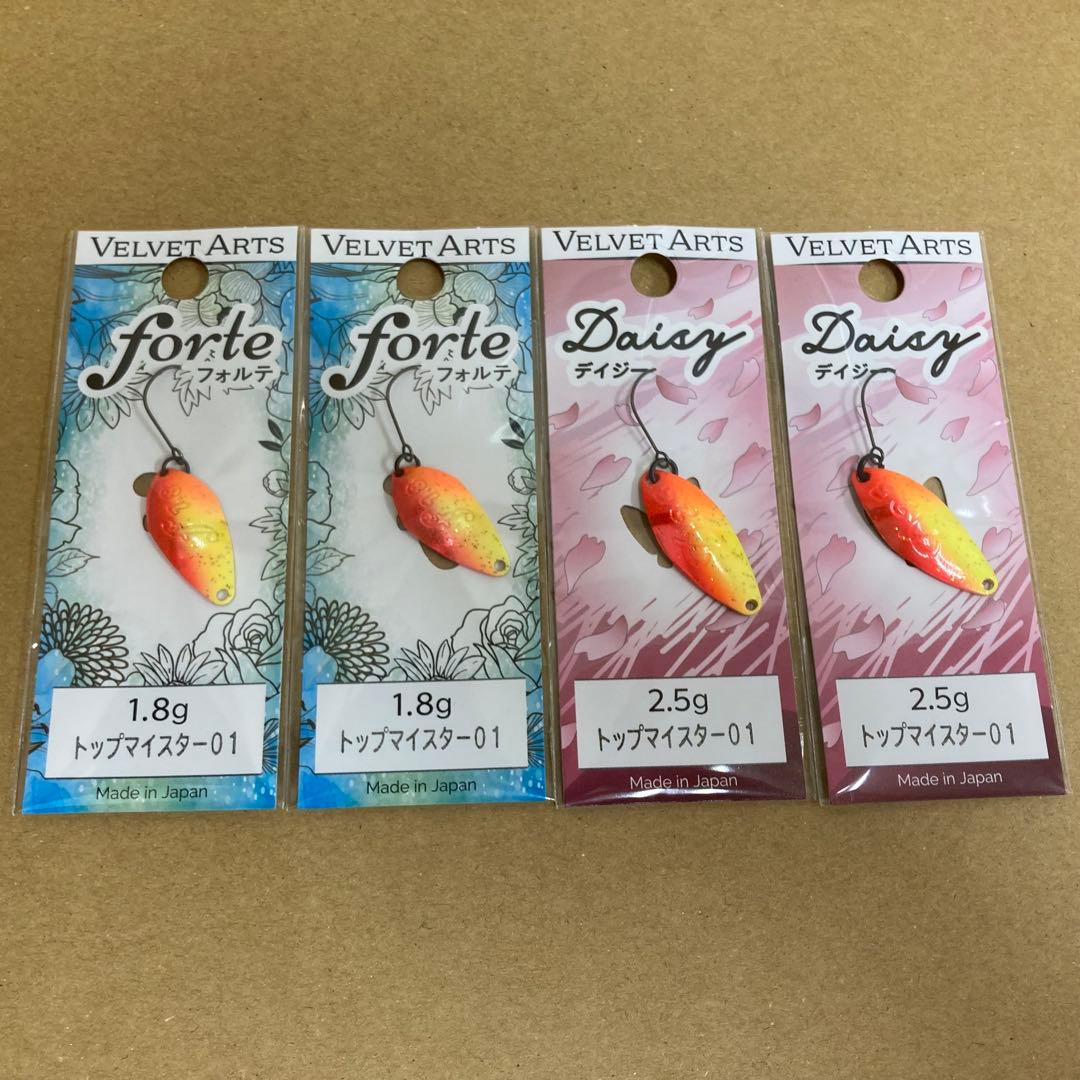 VELVET ARTS
forte
フォルテ
1.8g
トップマイスター01
Made in Japan
VELVET ARTS
forte
フォルテ
1.8g
トップマイスター01
Made in Japan
VELVET ARTS
Daisy
デイジー
2.5g
トップマイスター01
Made in Japan
VELVET ARTS
Daisy
デイジー
2.5g
トップマイスター01
Made in Japan